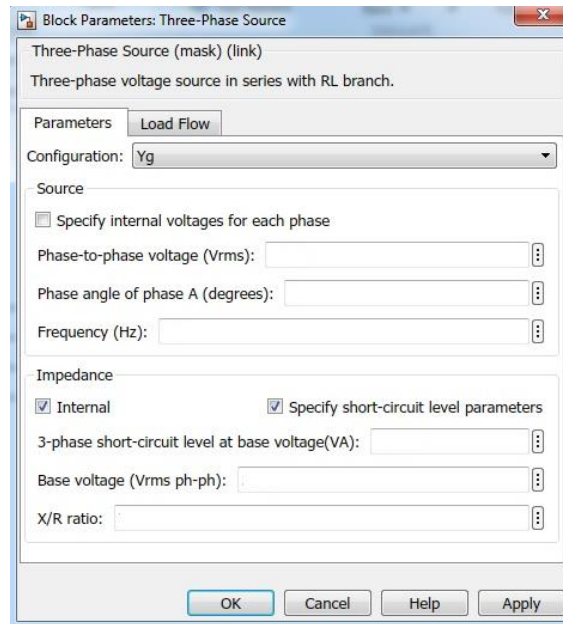 Block Parameters: Three-Phase Source
Three-Phase Source (mask) (link)
Three-phase voltage source in series with RL branch.
Parameters Load Flow
Configuration: Yg
Source
Specify internal voltages for each phase
Phase-to-phase voltage (Vrms):
Phase angle of phase A (degrees):
Frequency (Hz):
Impedance
Internal Specify short-circuit level parameters
3-phase short-circuit level at base voltage(VA):
Base voltage (Vrms ph-ph):
X/R ratio:
OK Cancel Help Apply